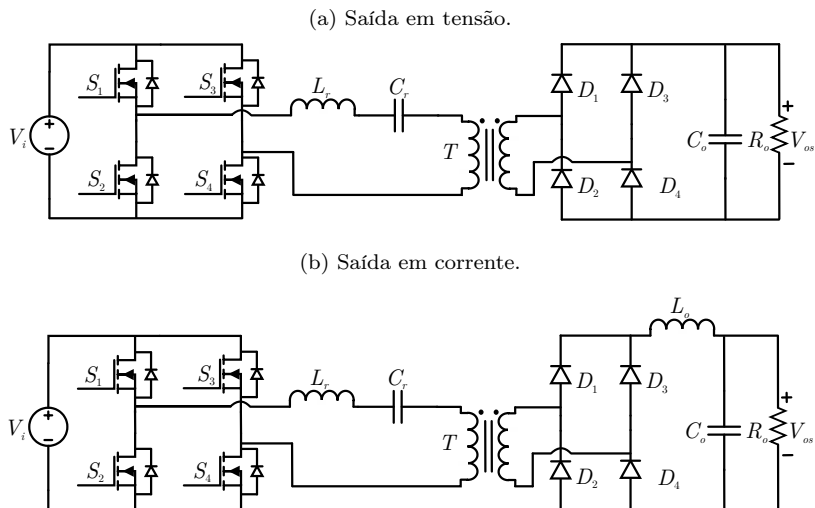 (a) Saída em tensão.
S1 S3 Lr Cr D1 D3
Vi T Co Ro Vos
S2 S4 D2 D4
(b) Saída em corrente.
Lo
S1 S3 Lr Cr D1 D3
Vi T Co Ro Vos
S2 S4 D2 D4